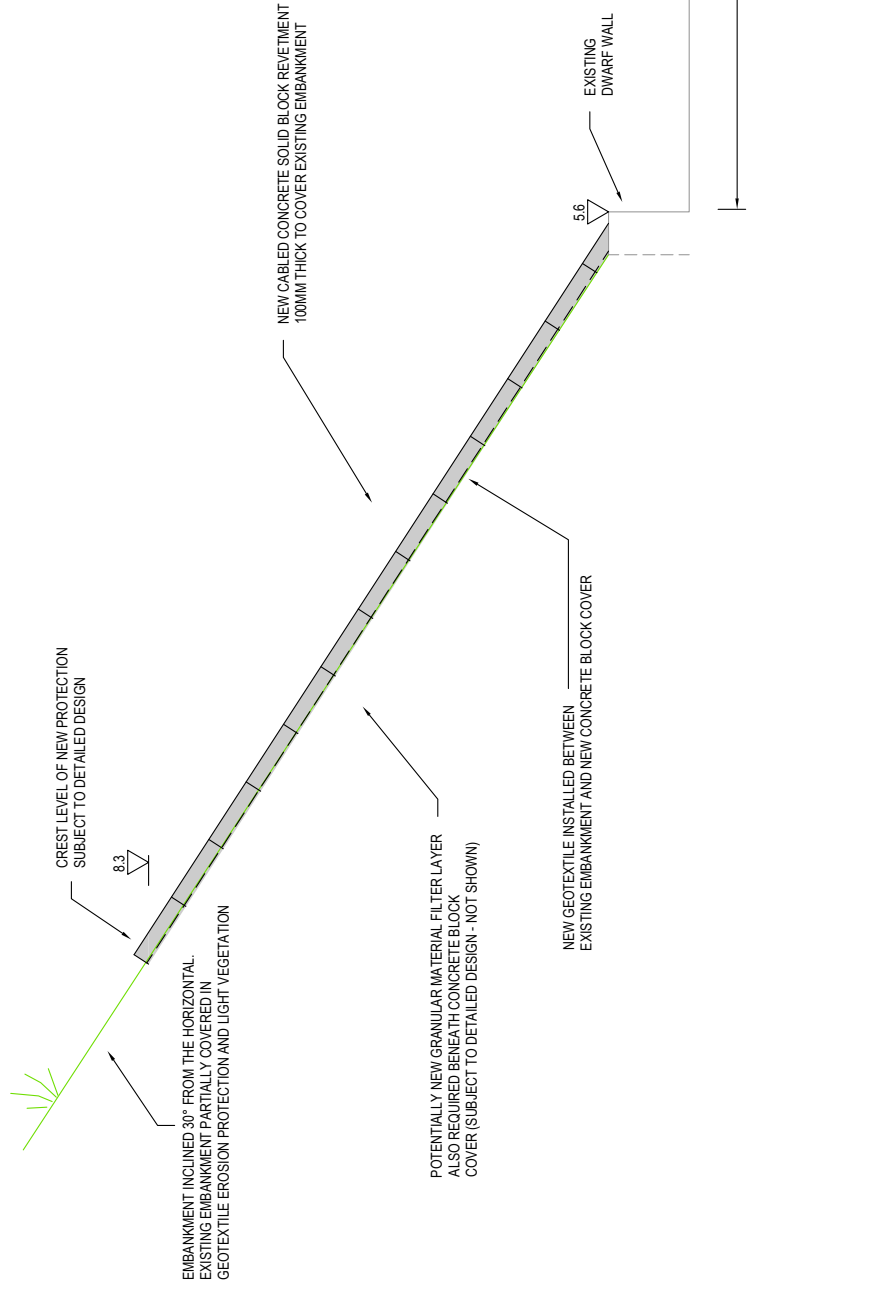 CREST LEVEL OF NEW PROTECTION
SUBJECT TO DETAILED DESIGN
8.3
EMBANKMENT INCLINED 30° FROM THE HORIZONTAL.
EXISTING EMBANKMENT PARTIALLY COVERED IN
GEOTEXTILE EROSION PROTECTION AND LIGHT VEGETATION
NEW CABLED CONCRETE SOLID BLOCK REVETMENT
100MM THICK TO COVER EXISTING EMBANKMENT
POTENTIALLY NEW GRANULAR MATERIAL FILTER LAYER
ALSO REQUIRED BENEATH CONCRETE BLOCK
COVER (SUBJECT TO DETAILED DESIGN - NOT SHOWN)
NEW GEOTEXTILE INSTALLED BETWEEN
EXISTING EMBANKMENT AND NEW CONCRETE BLOCK COVER
5.6
EXISTING
DWARF WALL